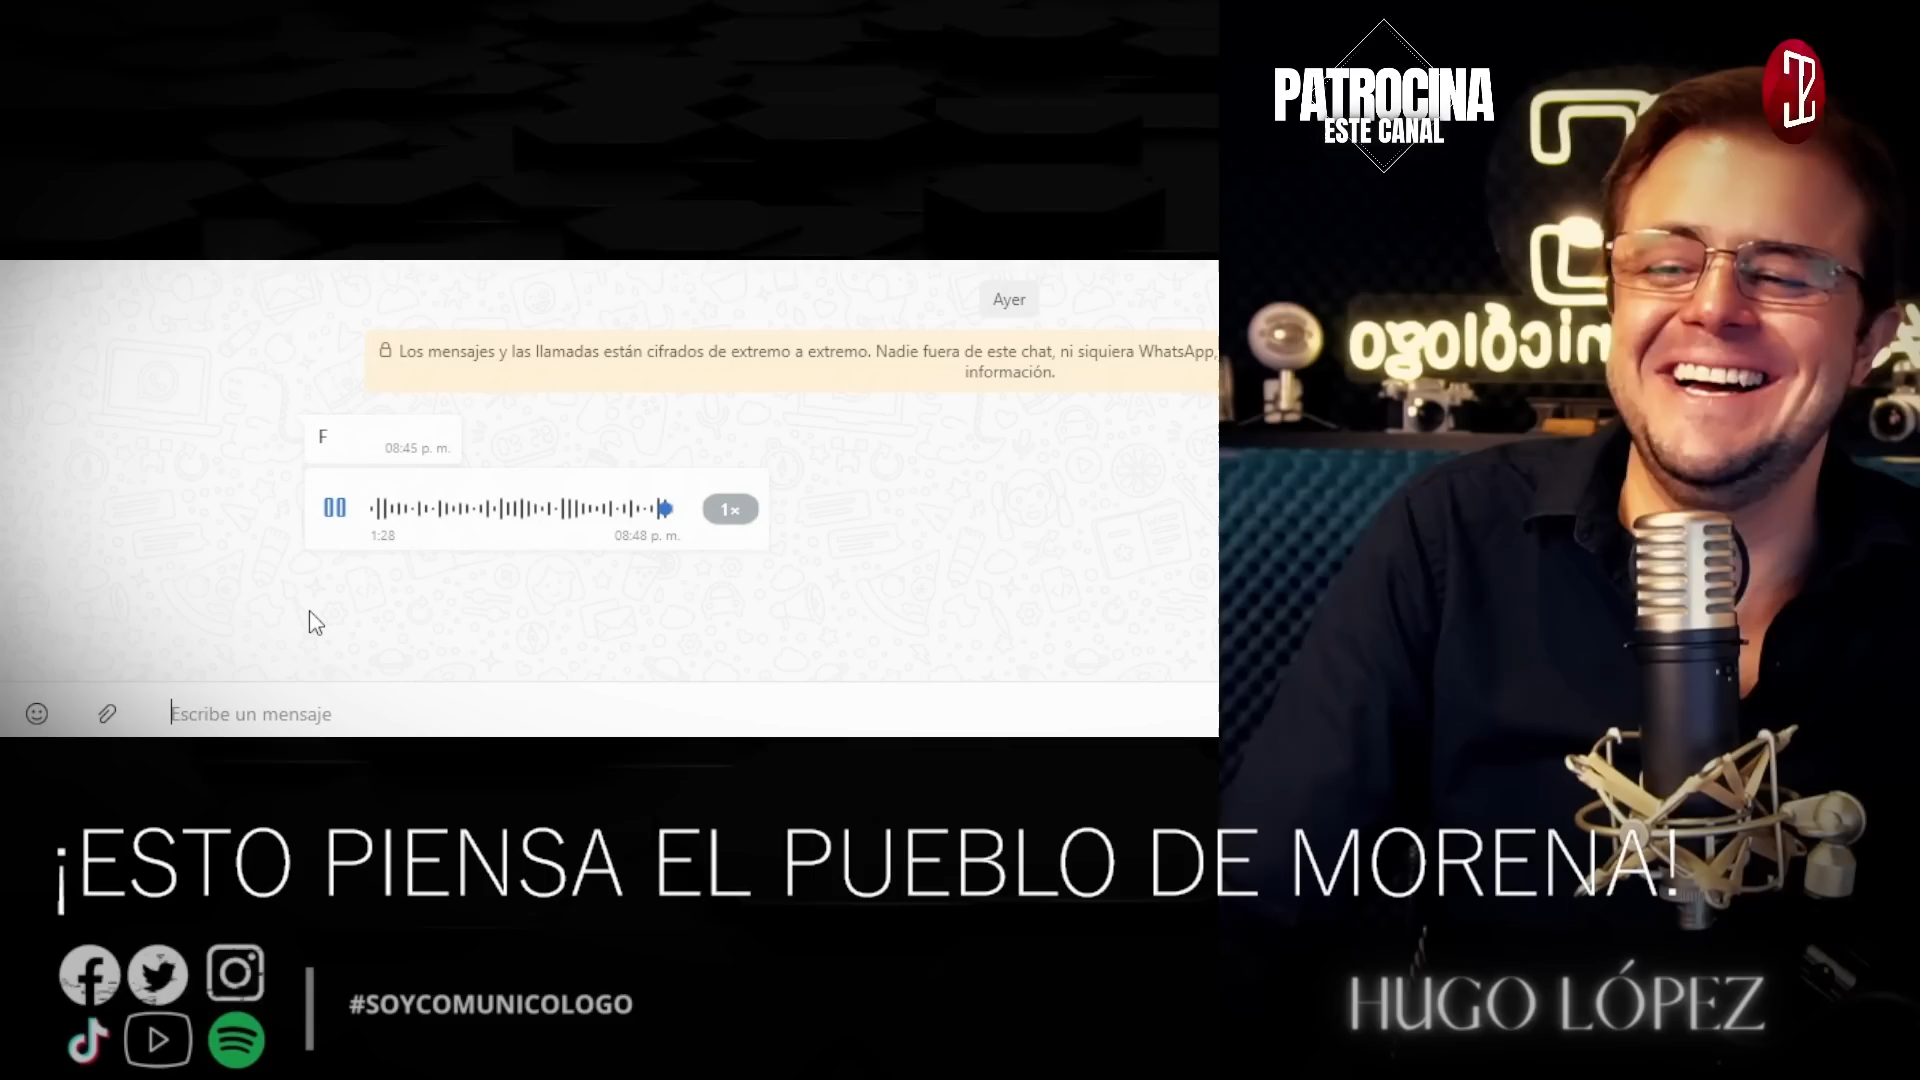 PATROCINA
ESTE CANAL
Ayer
Los mensajes y las llamadas están cifrados de extremo a extremo. Nadie fuera de este chat, ni siquiera WhatsApp,
información.
F
08:45 p. m.
1×
1:28
08:48 p. m.
Escribe un mensaje
¡ESTO PIENSA EL PUEBLO DE MORENA!
#SOYCOMUNICOLOGO
HUGO LÓPEZ